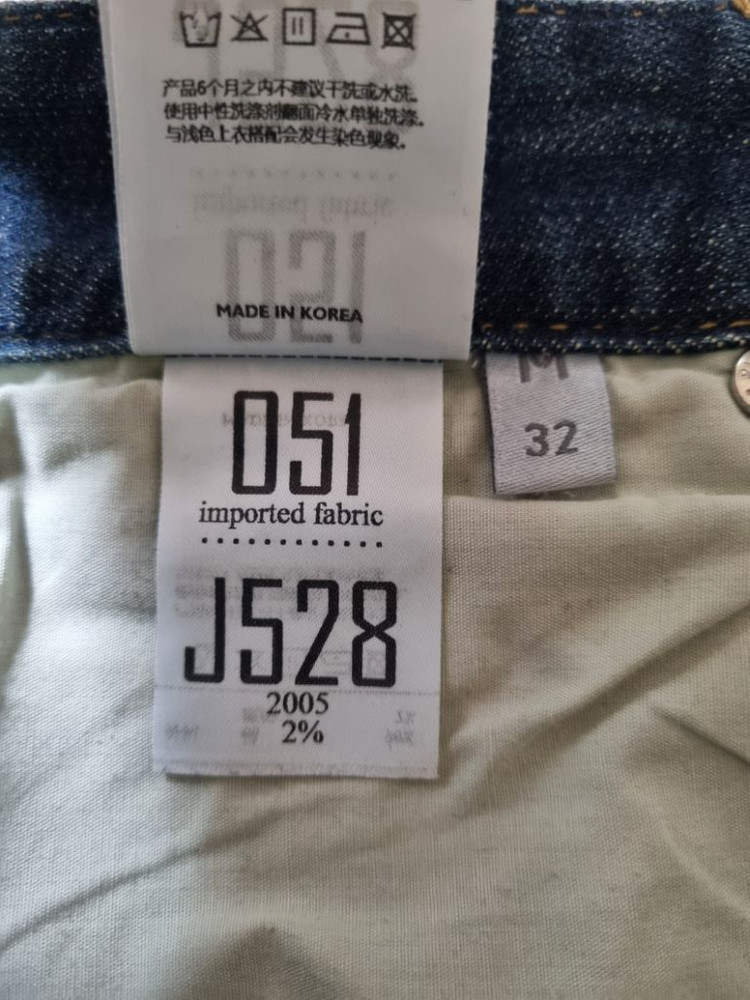 产品6个月之内不建议干洗或水洗。
使用中性洗涤剂翻面冷水单独洗涤。
与浅色上衣搭配会发生染色现象。
MADE IN KOREA
051
imported fabric
J528
2005
2%
M
32